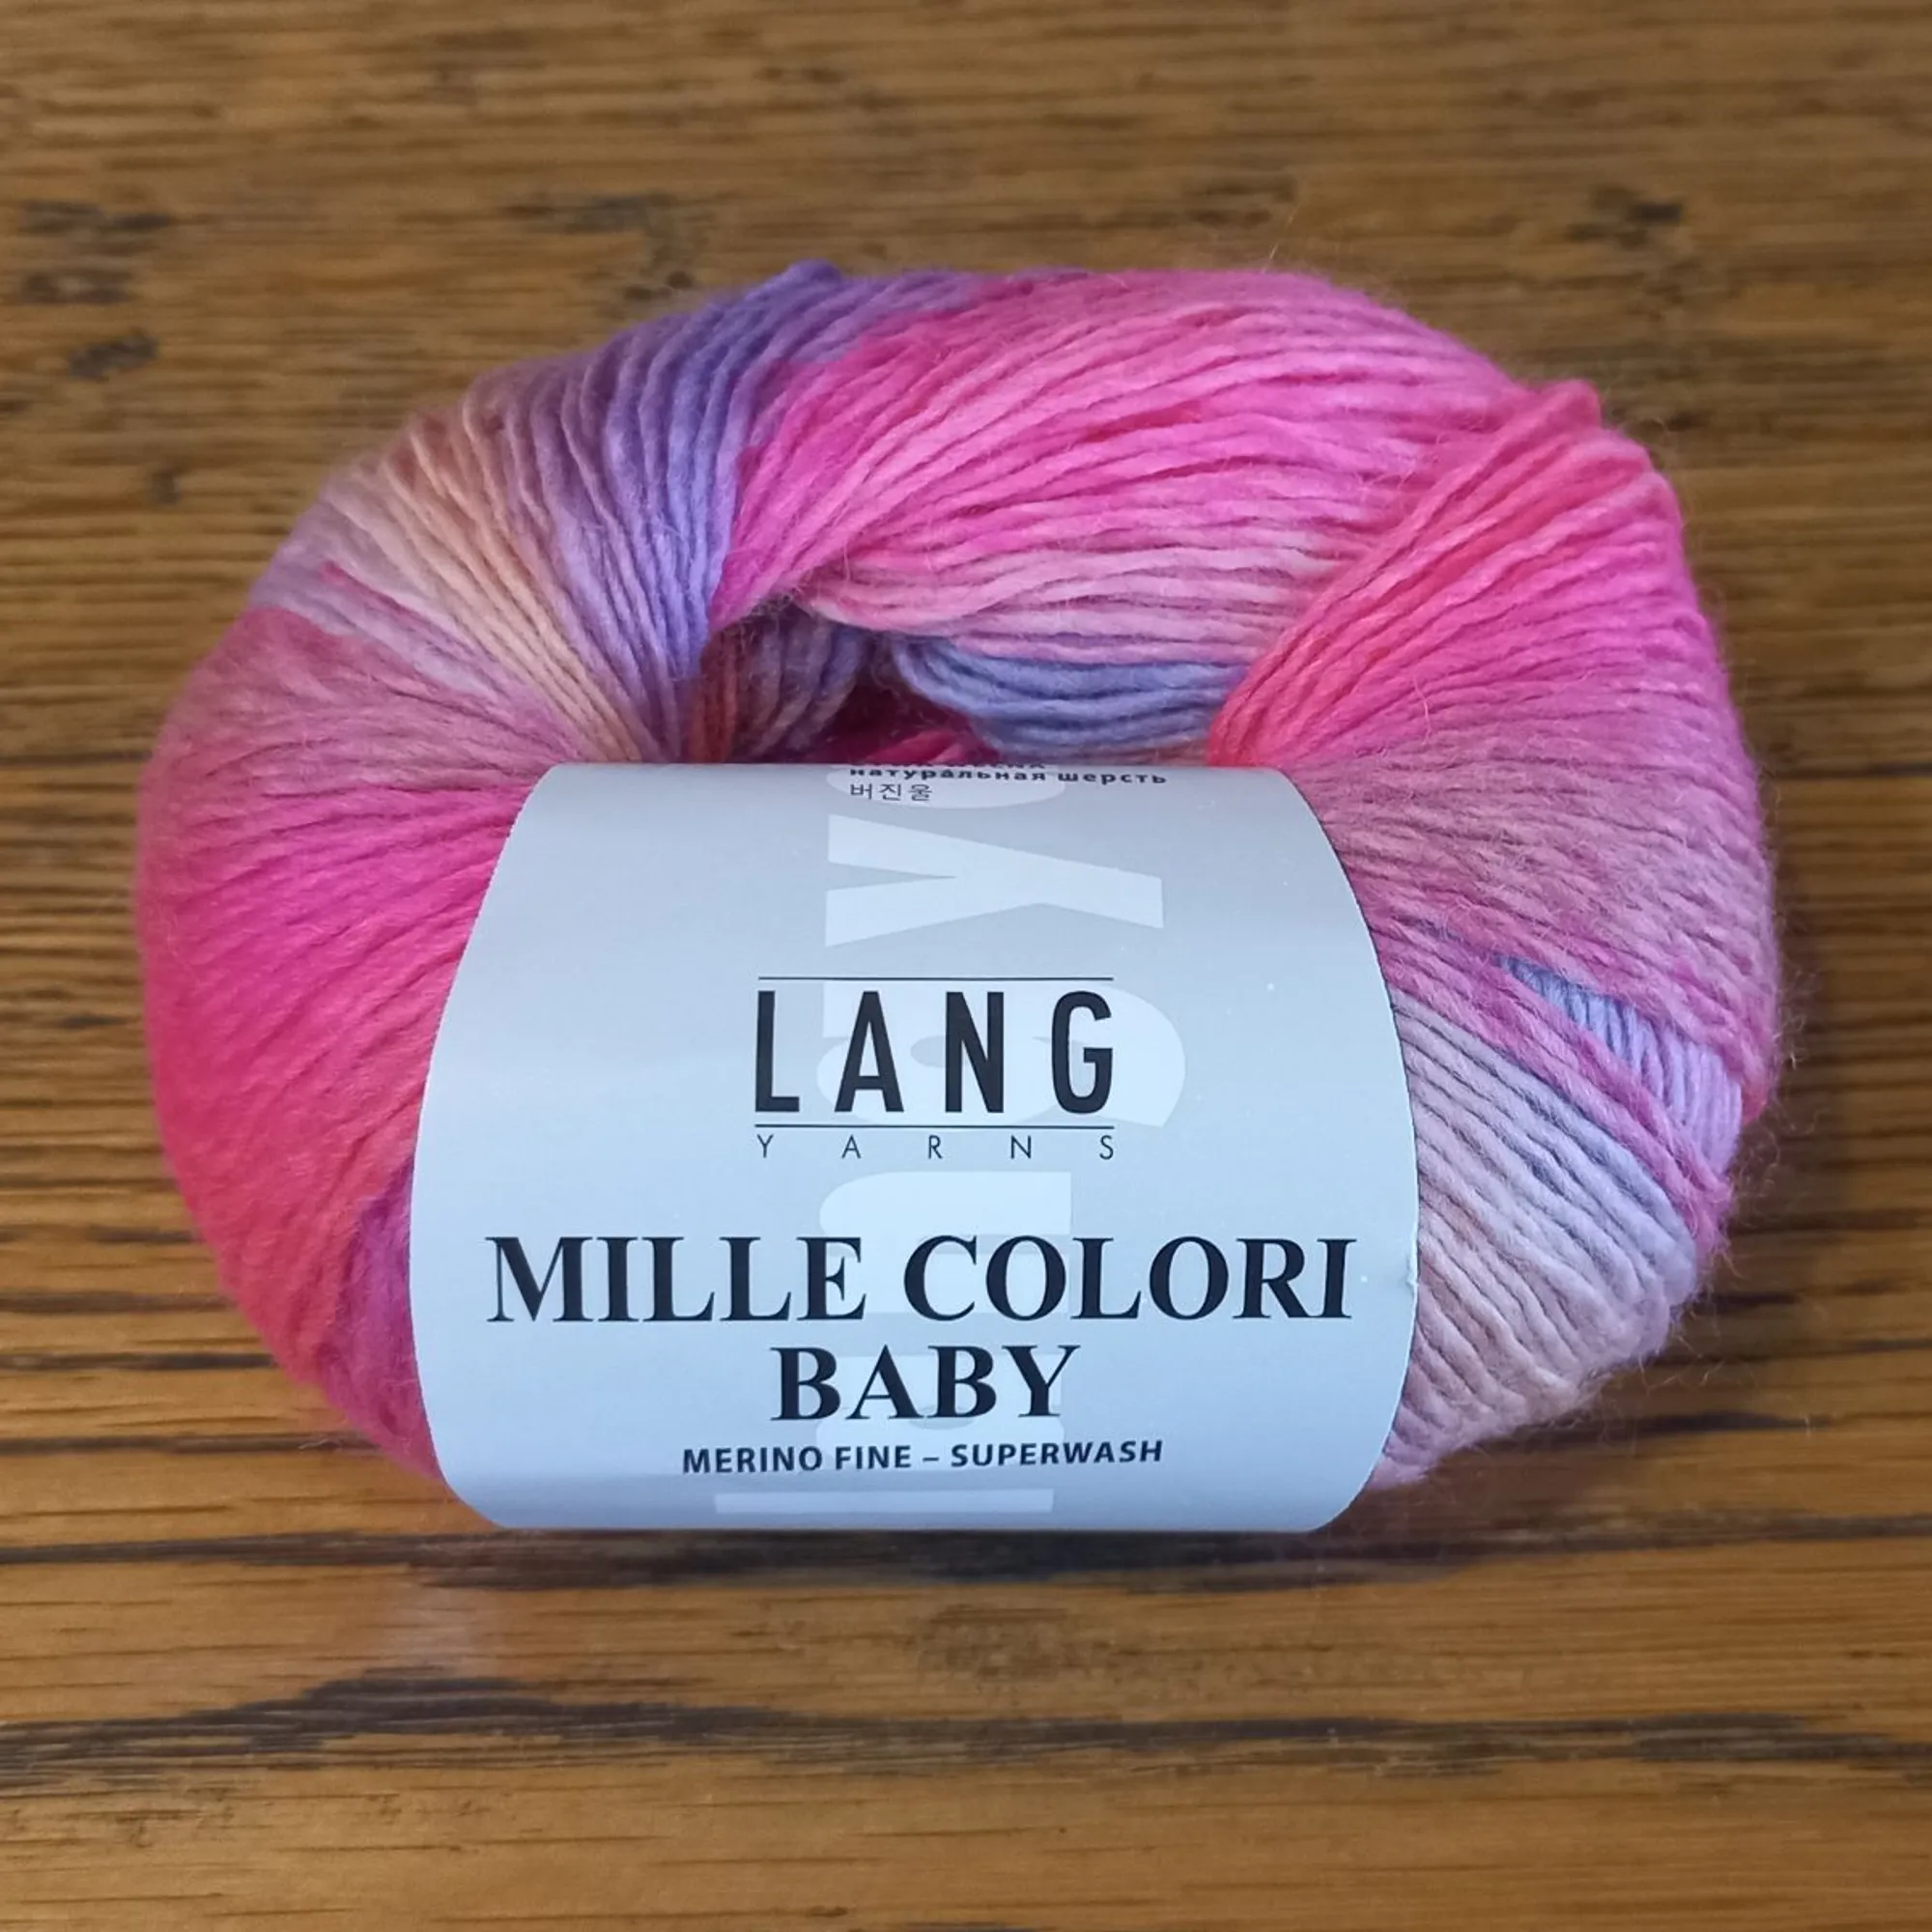 натуральная шерсть
버진울
LANG
YARNS
MILLE COLORI
BABY
MERINO FINE – SUPERWASH